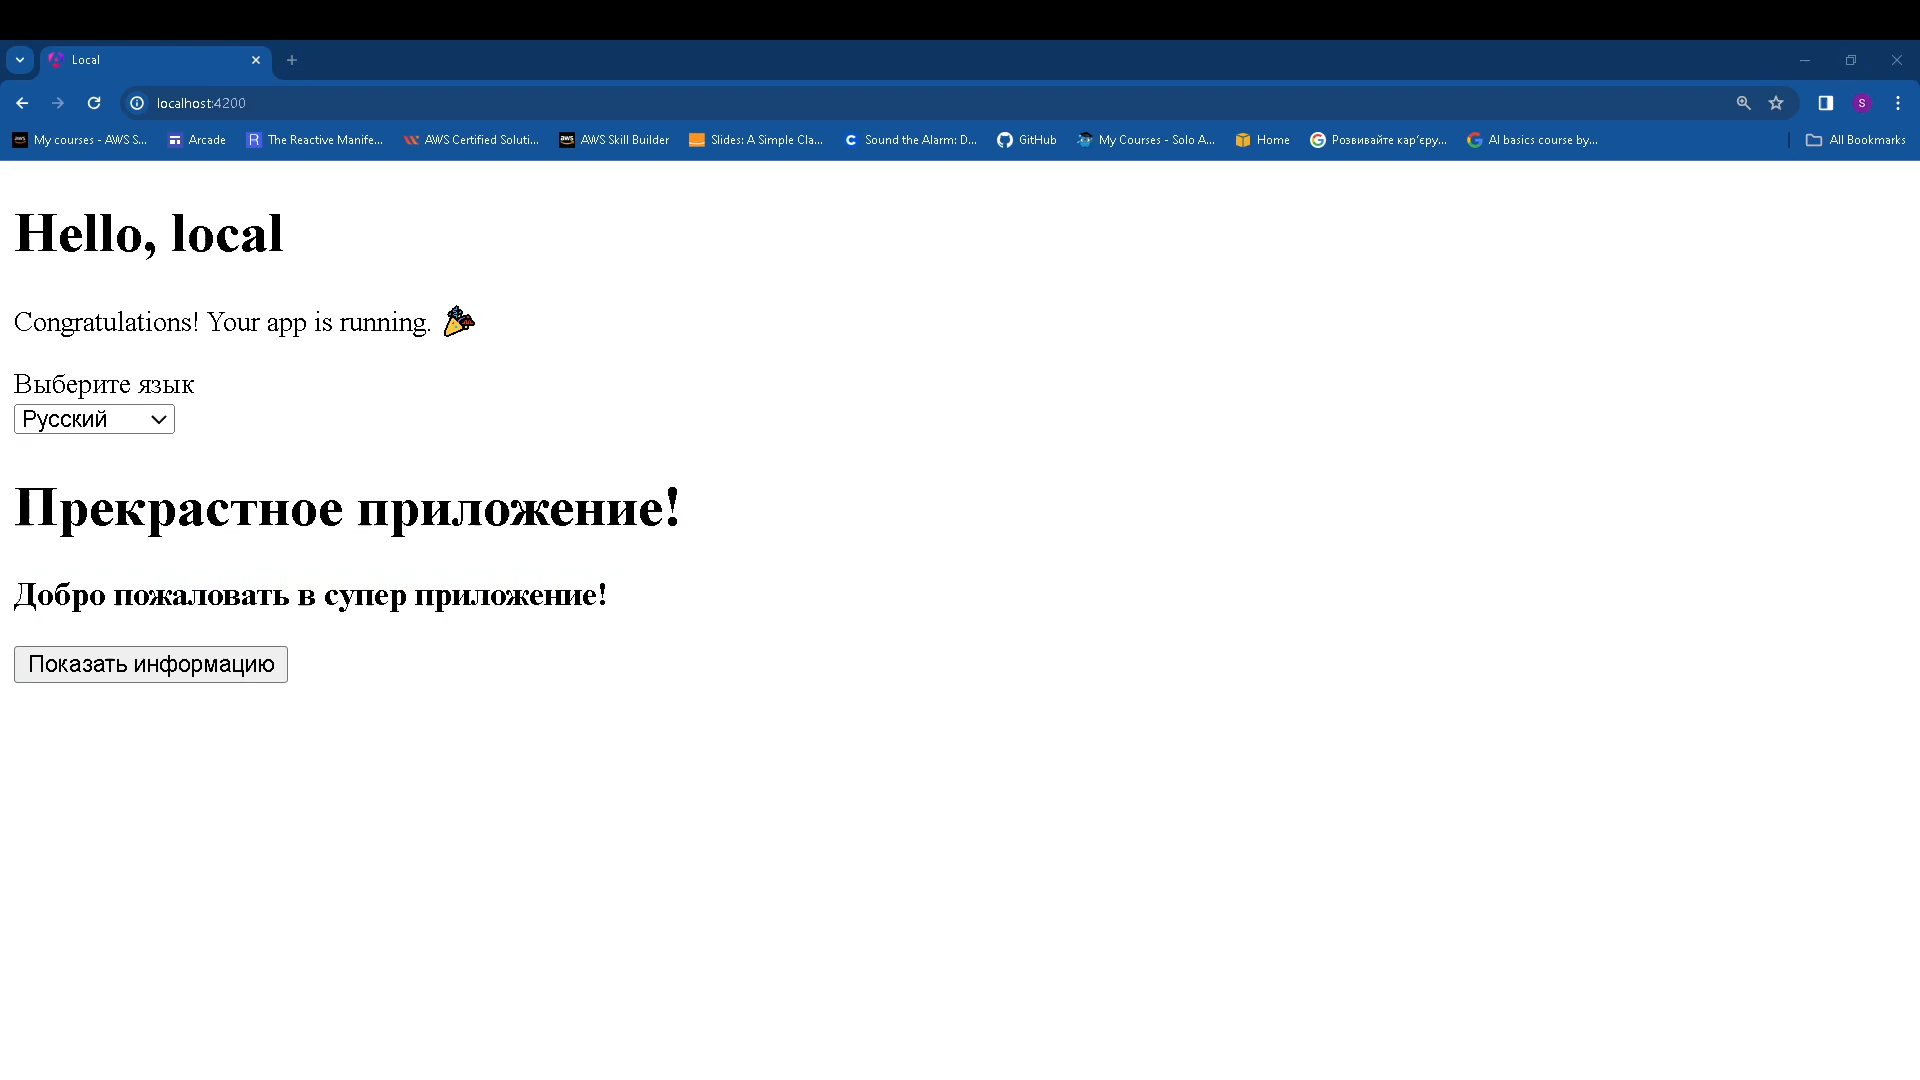 Local
localhost:4200
S
My courses - AWS S...
Arcade
The Reactive Manife...
AWS Certified Soluti...
AWS Skill Builder
Slides: A Simple Cla...
Sound the Alarm: D...
GitHub
My Courses - Solo A...
Home
Розвивайте кар'єру...
AI basics course by...
All Bookmarks
Hello, local
Congratulations! Your app is running. 🎉
Выберите язык
Русский
Прекрастное приложение!
Добро пожаловать в супер приложение!
Показать информацию